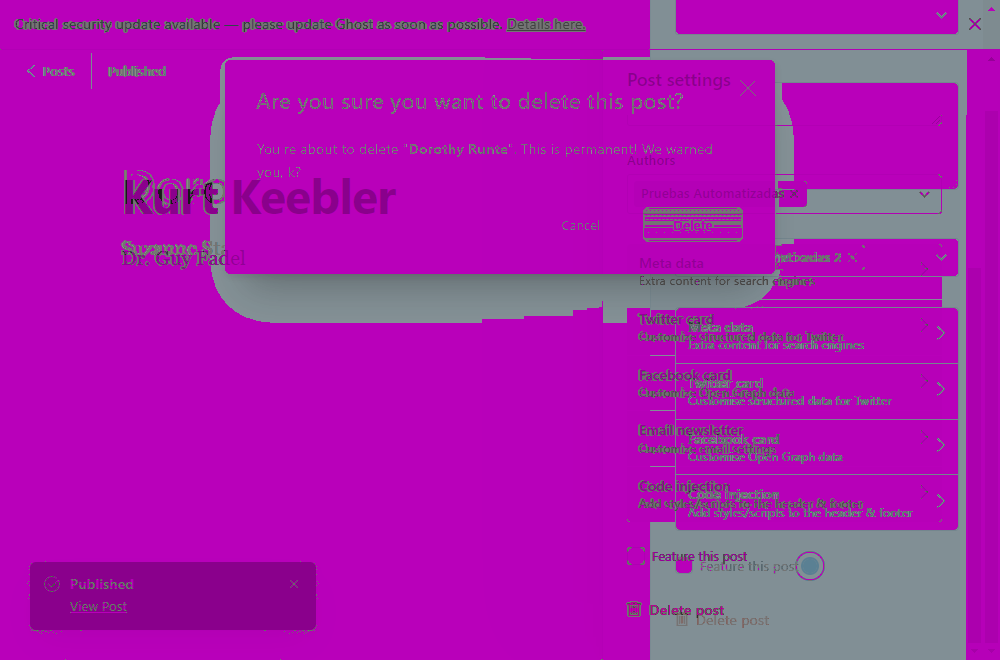 Critical security update available please update Ghost as soon as possible. Details here.
Posts
Published
Post settings
Are you sure you want to delete this post?
You're about to delete "Dorothy Runte". This is permanent! We warned
you, k?
Authors
Pruebas Automatizadas
Kurt Keebler
Cancel
Delete
Dr. Guy Fadel
2
Meta data
Extra content for search engines
Twitter card
Customise structured data for Twitter
Meta data
Extra content for search engines
Facebook card
Customise Open Graph data
Twitter card
Customise structured data for Twitter
Email newsletter
Customise email settings
Facebook card
Customise Open Graph data
Code injection
Add styles/scripts to the header & footer
Code Injection
Add styles/scripts to the header & footer
Feature this post
Feature this post
Published
View Post
Delete post
Delete post